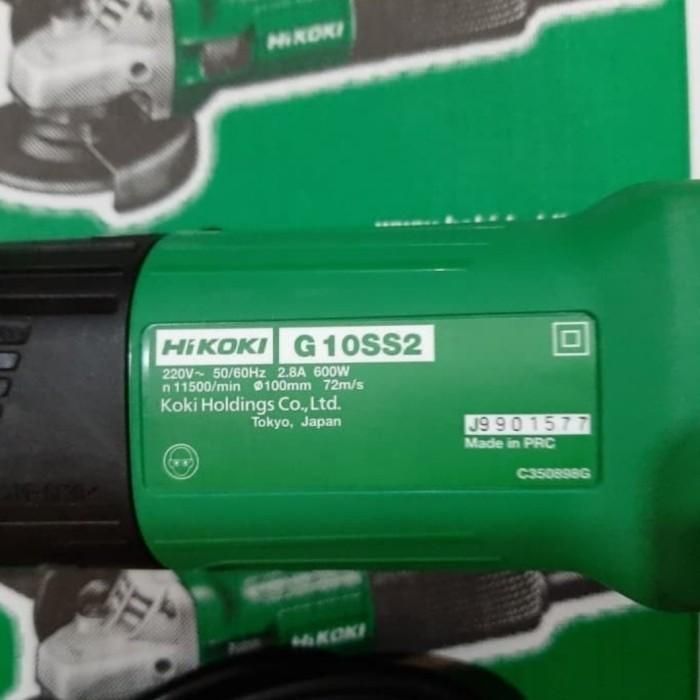 HiKOKI
HiKOKI G10SS2
220V~ 50/60Hz 2.8A 600W
n 11500/min Ø100mm 72m/s
Koki Holdings Co.,Ltd.
Tokyo, Japan
J9901577
Made in PRC
C350898G
HiKOKI